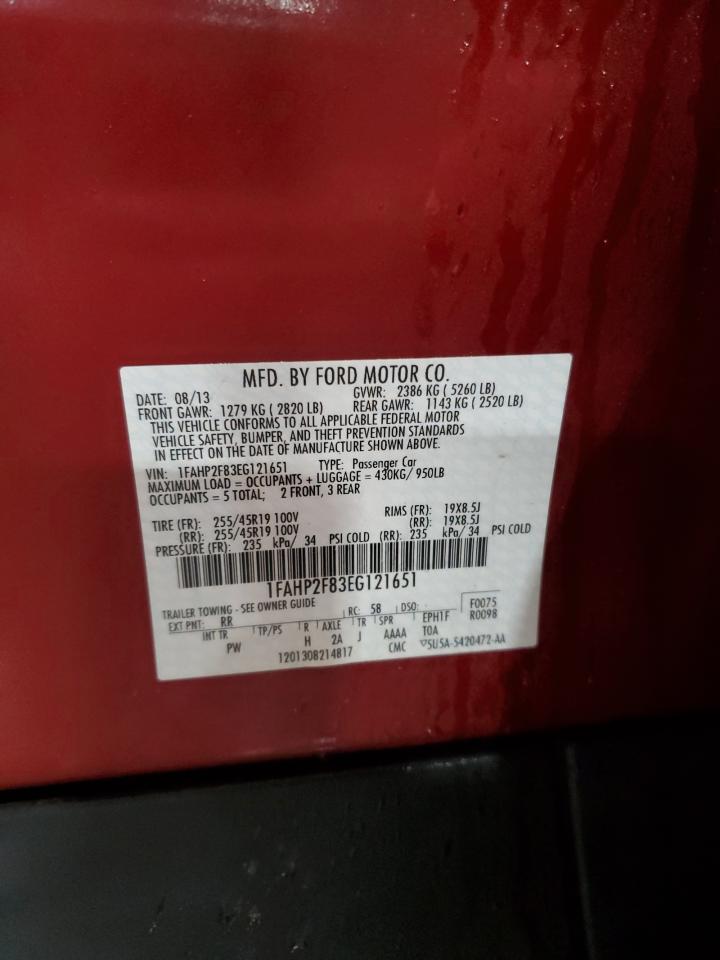 MFD. BY FORD MOTOR CO.
DATE: 08/13 GVWR: 2386 KG ( 5260 LB)
FRONT GAWR: 1279 KG ( 2820 LB) REAR GAWR: 1143 KG ( 2520 LB)
THIS VEHICLE CONFORMS TO ALL APPLICABLE FEDERAL MOTOR
VEHICLE SAFETY, BUMPER, AND THEFT PREVENTION STANDARDS
IN EFFECT ON THE DATE OF MANUFACTURE SHOWN ABOVE.
VIN: 1FAHP2F83EG121651 TYPE: Passenger Car
MAXIMUM LOAD = OCCUPANTS + LUGGAGE = 430KG/ 950LB
OCCUPANTS = 5 TOTAL; 2 FRONT, 3 REAR
TIRE (FR): 255/45R19 100V RIMS (FR): 19X8.5J
(RR): 255/45R19 100V (RR): 19X8.5J
PRESSURE (FR): 235 kPa/ 34 PSI COLD (RR): 235 kPa/ 34 PSI COLD
1FAHP2F83EG121651
TRAILER TOWING - SEE OWNER GUIDE
EXT PNT: RR RC: 58 DSO: F0075
INT TR TP/PS R AXLE TR SPR EPH1F R0098
PW H 2A J AAAA TOA
1201308214817 CMC ▽5U5A-5420472-AA